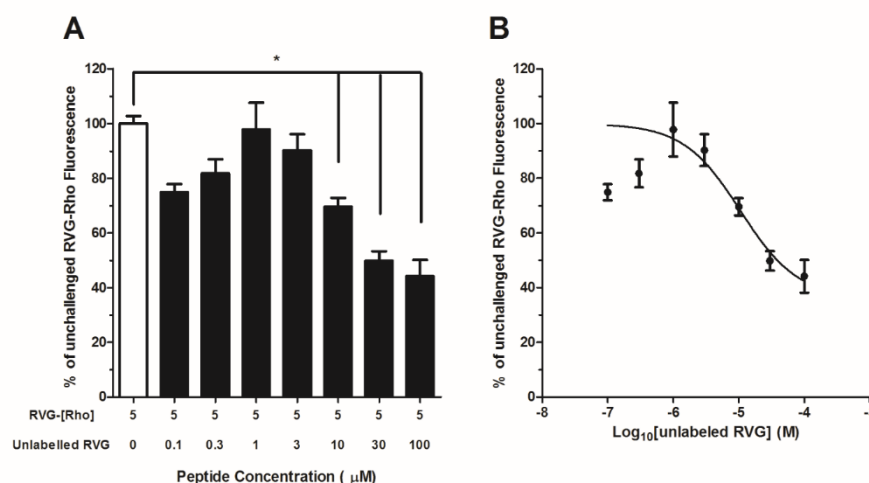 A
*
120
100
80
60
40
20
0
% of unchallenged RVG-Rho Fluorescence
RVG-[Rho] 5 5 5 5 5 5 5 5
Unlabelled RVG 0 0.1 0.3 1 3 10 30 100
Peptide Concentration ( μM)
B
120
100
80
60
40
20
0
% of unchallenged RVG-Rho Fluorescence
-8 -7 -6 -5 -4
Log10[unlabeled RVG] (M)